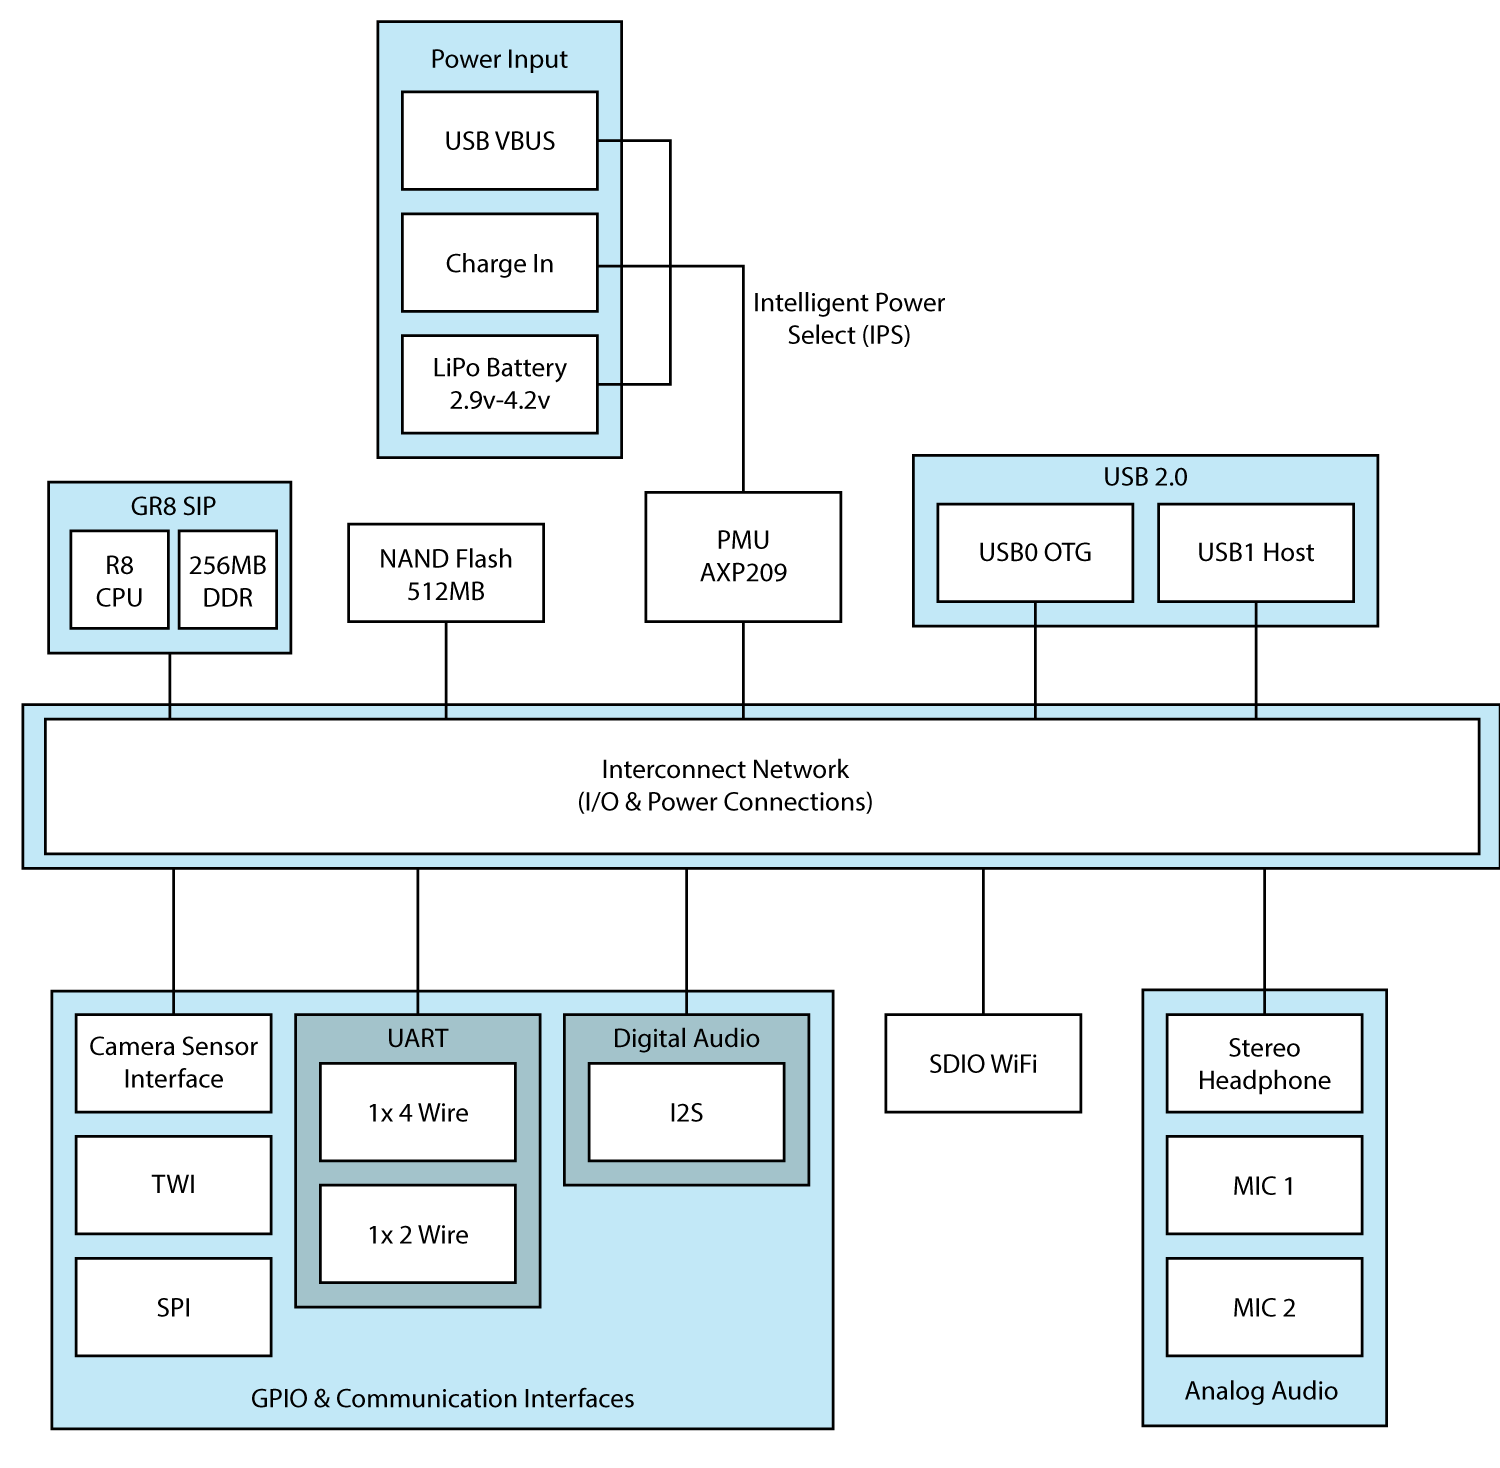 Power Input
USB VBUS
Charge In
LiPo Battery
2.9v-4.2v
Intelligent Power
Select (IPS)
GR8 SIP
R8
CPU
256MB
DDR
NAND Flash
512MB
PMU
AXP209
USB 2.0
USB0 OTG
USB1 Host
Interconnect Network
(I/O & Power Connections)
Camera Sensor
Interface
TWI
SPI
UART
1x 4 Wire
1x 2 Wire
Digital Audio
I2S
GPIO & Communication Interfaces
SDIO WiFi
Stereo
Headphone
MIC 1
MIC 2
Analog Audio